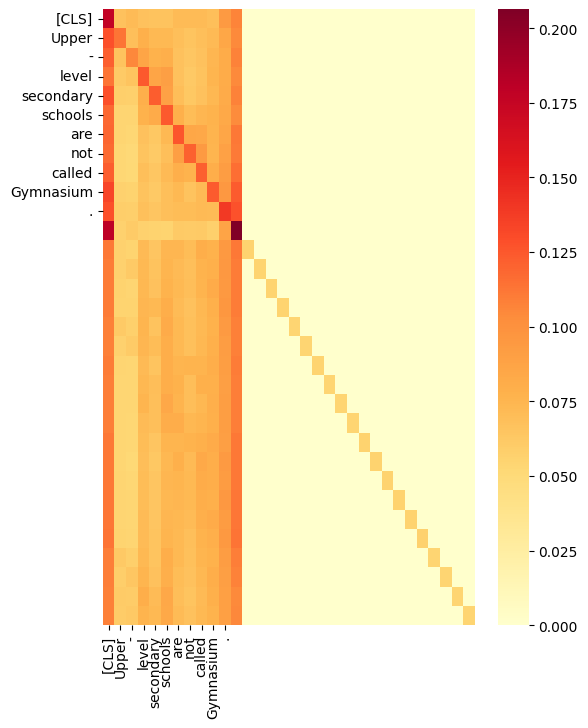 [CLS]
Upper
-
level
secondary
schools
are
not
called
Gymnasium
.
0.200
0.175
0.150
0.125
0.100
0.075
0.050
0.025
0.000
[CLS]
Upper
-
level
secondary
schools
are
not
called
Gymnasium
.